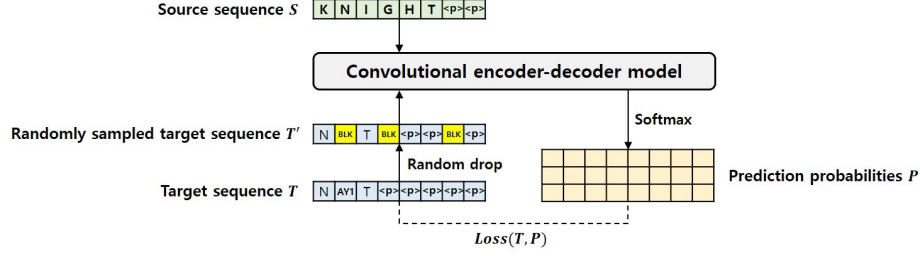 Source sequence S
K N I G H T <p> <p>
Convolutional encoder-decoder model
Softmax
Randomly sampled target sequence T′
N BLK T BLK <p> <p> BLK <p>
Random drop
Target sequence T
N AY1 T <p> <p> <p> <p> <p>
Prediction probabilities P
Loss(T, P)